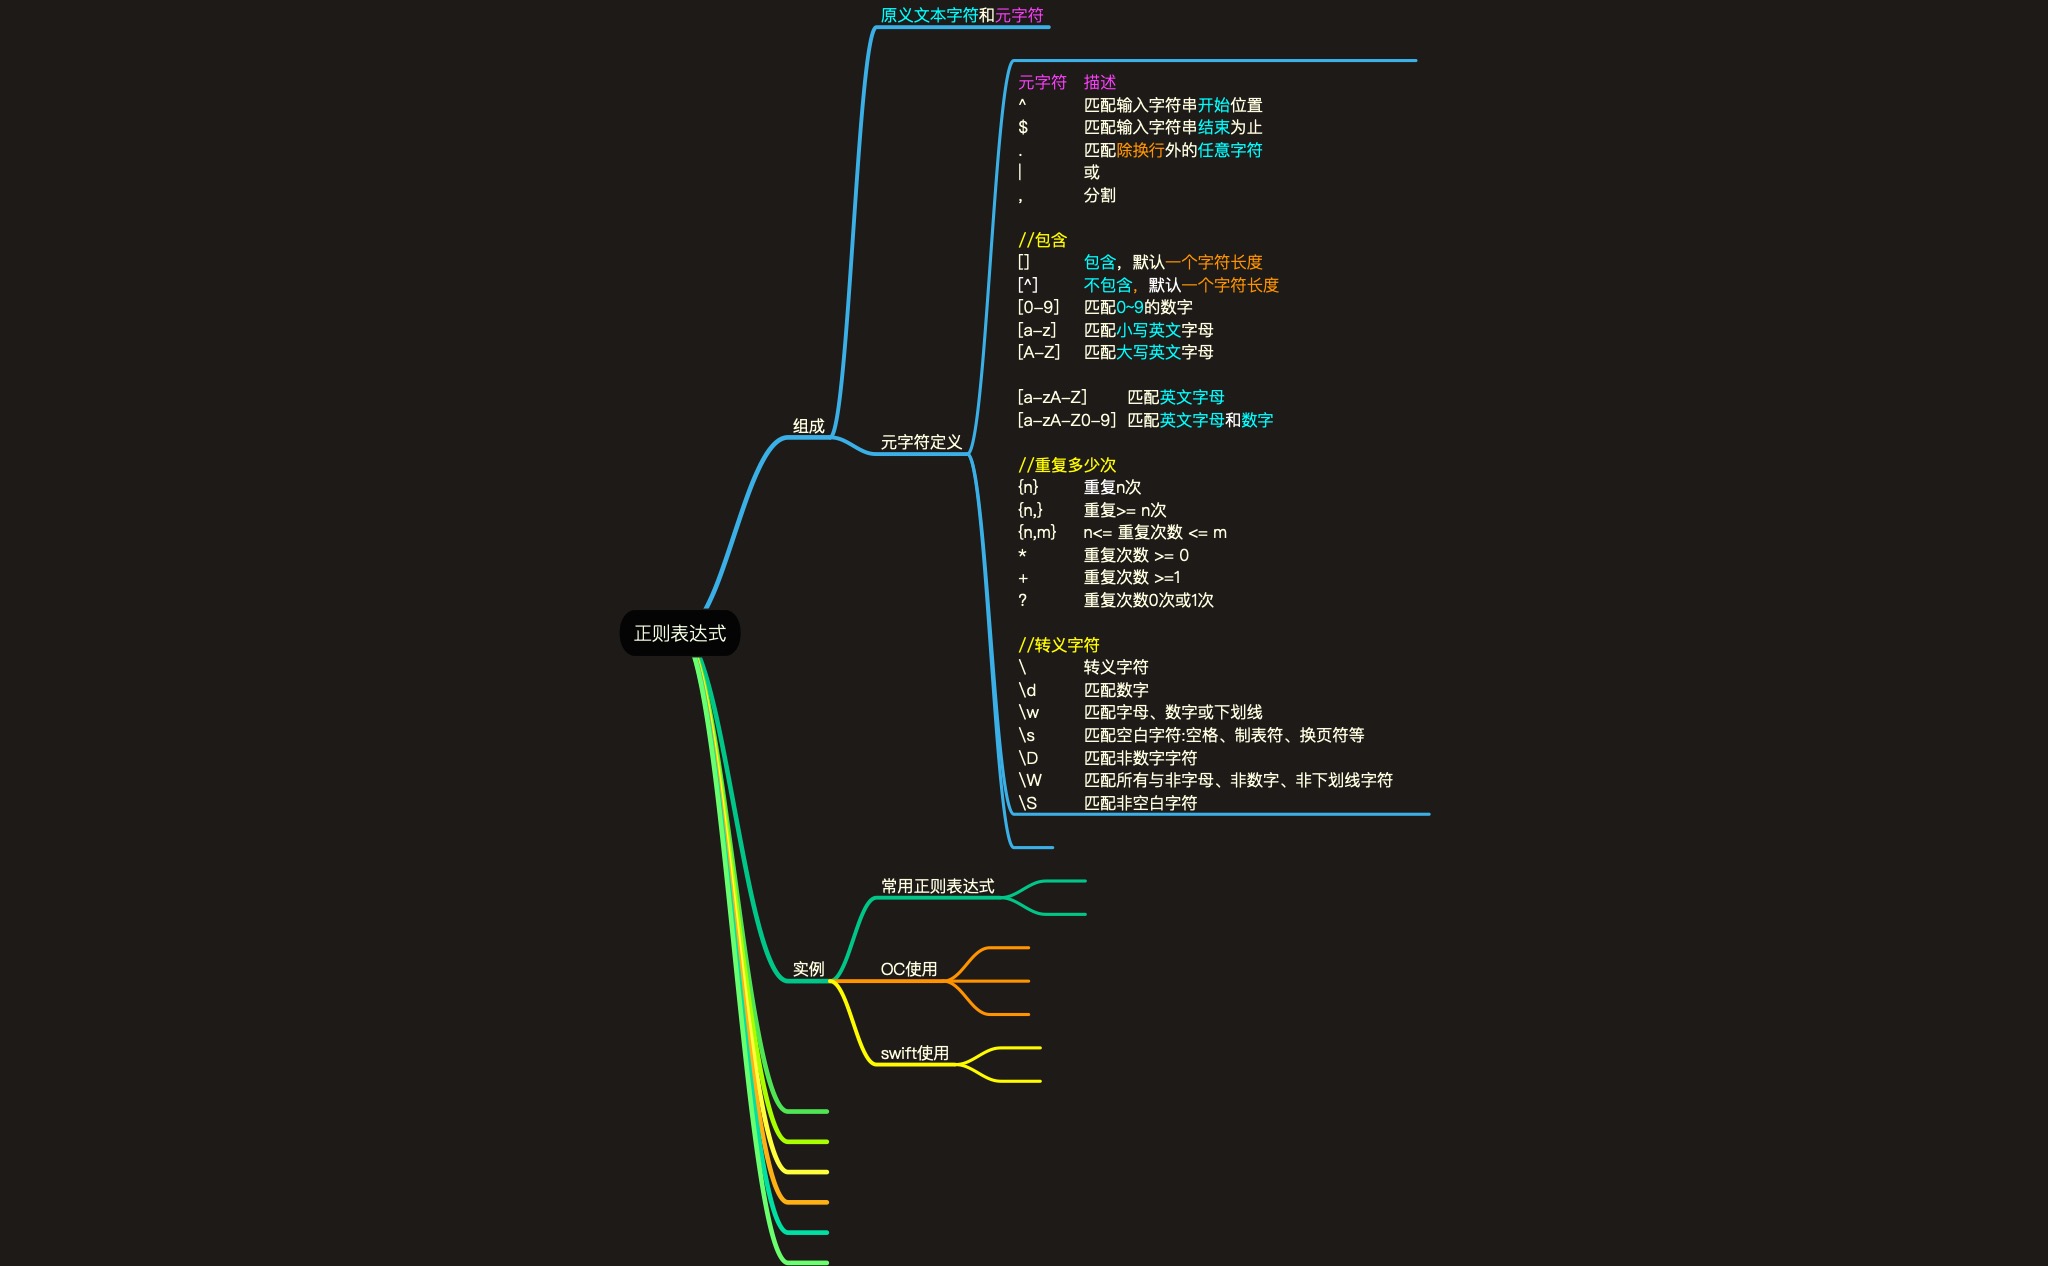 原义文本字符和元字符
元字符 描述
^ 匹配输入字符串开始位置
$ 匹配输入字符串结束为止
. 匹配除换行外的任意字符
| 或
, 分割
//包含
[] 包含，默认一个字符长度
[^] 不包含，默认一个字符长度
[0-9] 匹配0~9的数字
[a-z] 匹配小写英文字母
[A-Z] 匹配大写英文字母
[a-zA-Z] 匹配英文字母
[a-zA-Z0-9] 匹配英文字母和数字
组成
元字符定义
//重复多少次
{n} 重复n次
{n,} 重复>= n次
{n,m} n<= 重复次数 <= m
* 重复次数 >= 0
+ 重复次数 >=1
? 重复次数0次或1次
正则表达式
//转义字符
\ 转义字符
\d 匹配数字
\w 匹配字母、数字或下划线
\s 匹配空白字符:空格、制表符、换页符等
\D 匹配非数字字符
\W 匹配所有与非字母、非数字、非下划线字符
\S 匹配非空白字符
常用正则表达式
实例
OC使用
swift使用